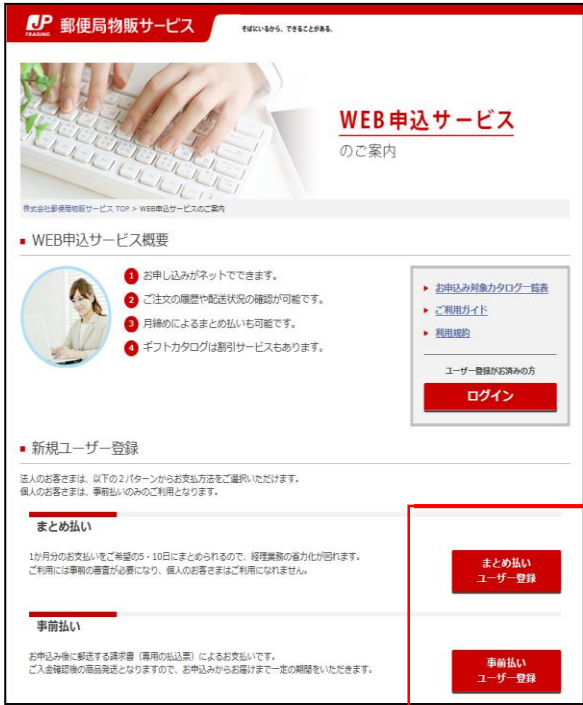 JP TRADING 郵便局物販サービス
そばにいるから、できることがある。
WEB申込サービス
のご案内
株式会社郵便局物販サービス TOP > WEB申込サービスのご案内
WEB申込サービス概要
1 お申し込みがネットでできます。
2 ご注文の履歴や配送状況の確認が可能です。
3 月締めによるまとめ払いも可能です。
4 ギフトカタログは割引サービスもあります。
お申込み対象カタログ一覧表
ご利用ガイド
利用規約
ユーザー登録がお済みの方
ログイン
新規ユーザー登録
法人のお客さまは、以下の2パターンからお支払方法をご選択いただけます。
個人のお客さまは、事前払いのみのご利用となります。
まとめ払い
1か月分のお支払いをご希望の5・10日にまとめられるので、経理業務の省力化が図れます。
ご利用には事前の審査が必要になり、個人のお客さまはご利用になれません。
まとめ払い
ユーザー登録
事前払い
お申込み後に郵送する請求書（専用の払込票）によるお支払いです。
ご入金確認後の商品発送となりますので、お申込みからお届けまで一定の期間をいただきます。
事前払い
ユーザー登録